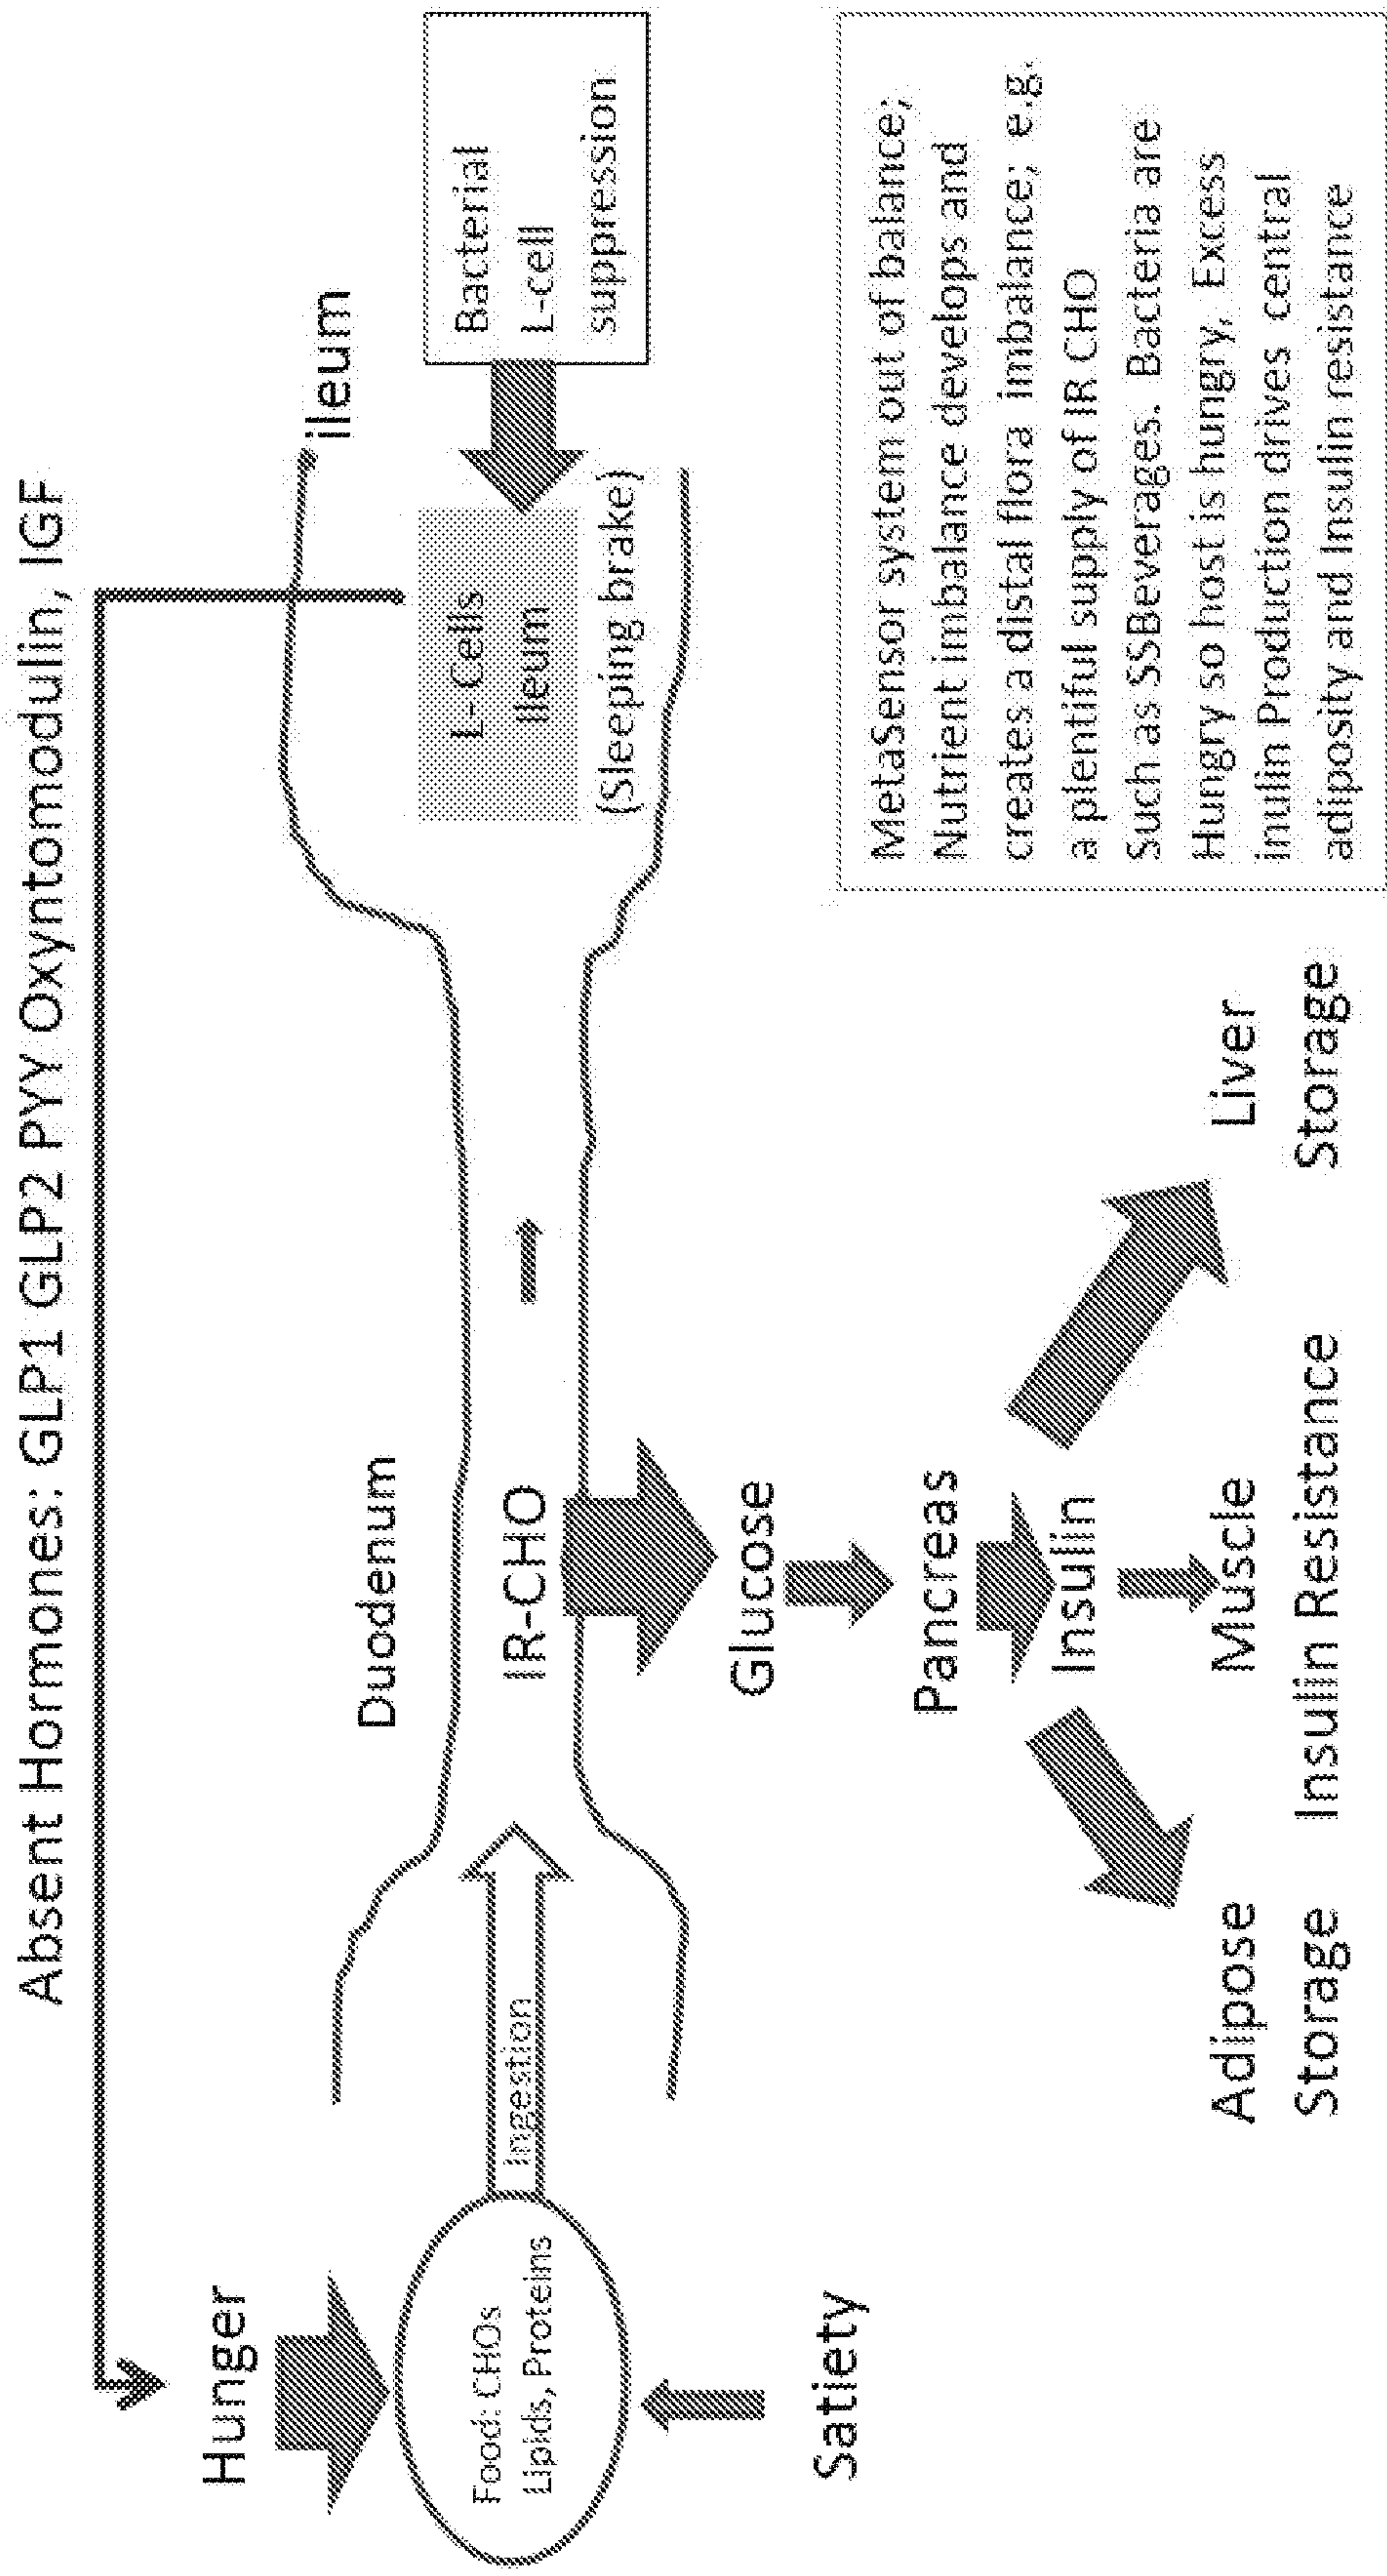 Absent Hormones: GLP1 GLP2 PYY Oxyntomodulin, IGF
Hunger
ileum
Duodenum
Food: CHOs
Lipids, Proteins
Ingestion
IR-CHO
L-Cells
Ileum
(Sleeping brake)
Bacterial
L-cell
suppression
Satiety
Glucose
Pancreas
Insulin
Adipose
Storage
Muscle
Insulin Resistance
Liver
Storage
MetaSensor system out of balance;
Nutrient imbalance develops and
creates a distal flora imbalance; e.g.
a plentiful supply of IR CHO
Such as SSBeverages. Bacteria are
Hungry so host is hungry. Excess
inulin Production drives central
adiposity and Insulin resistance